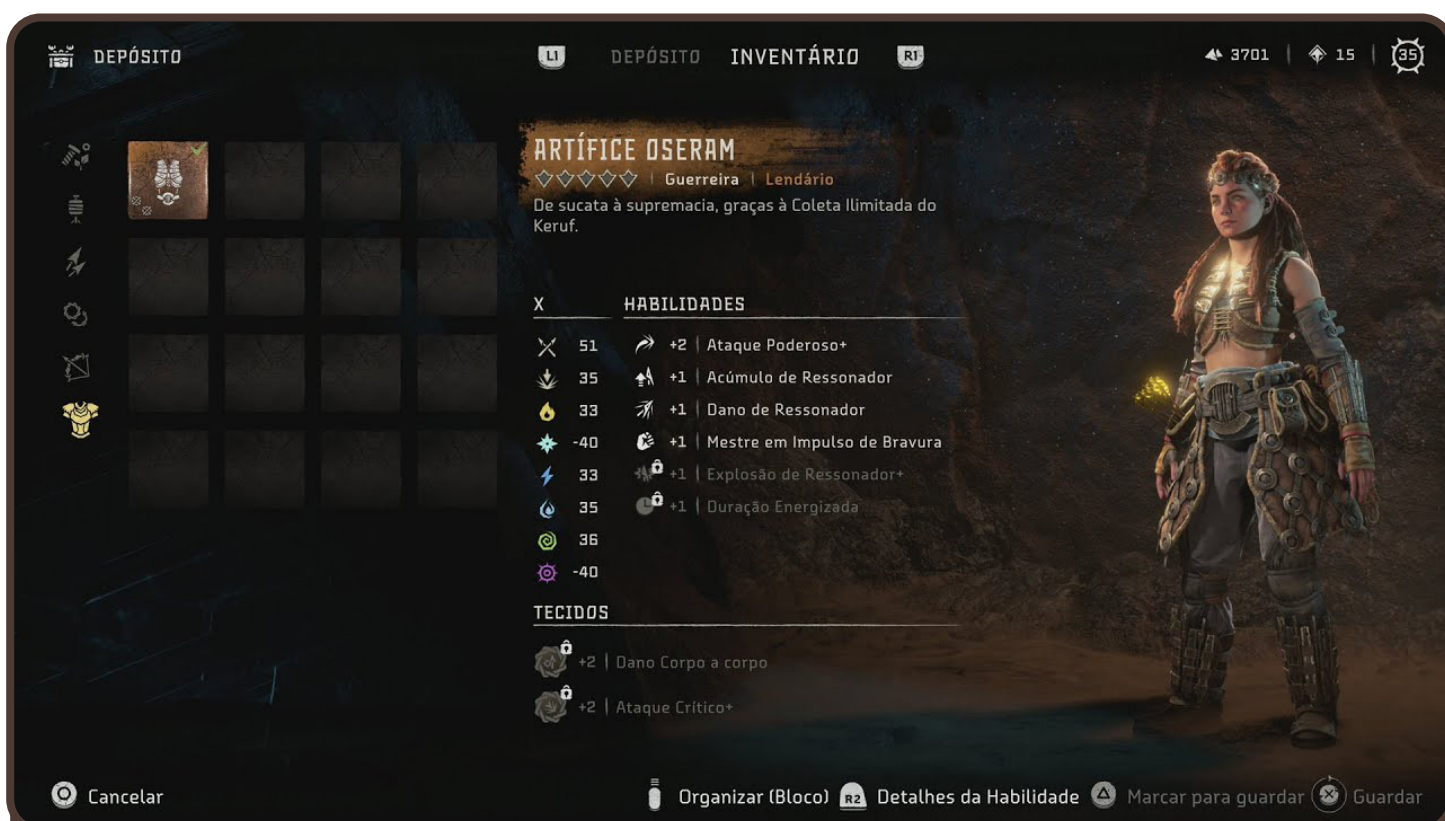 DEPÓSITO
L1 DEPÓSITO INVENTÁRIO R1
3701 | 15 | 35
ARTÍFICE OSERAM
Guerreira | Lendário
De sucata à supremacia, graças à Coleta Ilimitada do
Keruf.
X HABILIDADES
51 +2 | Ataque Poderoso+
35 +1 | Acúmulo de Ressonador
33 +1 | Dano de Ressonador
-40 +1 | Mestre em Impulso de Bravura
33 +1 | Explosão de Ressonador+
35 +1 | Duração Energizada
36
-40
TECIDOS
+2 | Dano Corpo a corpo
+2 | Ataque Crítico+
Cancelar Organizar (Bloco) R2 Detalhes da Habilidade Marcar para guardar Guardar